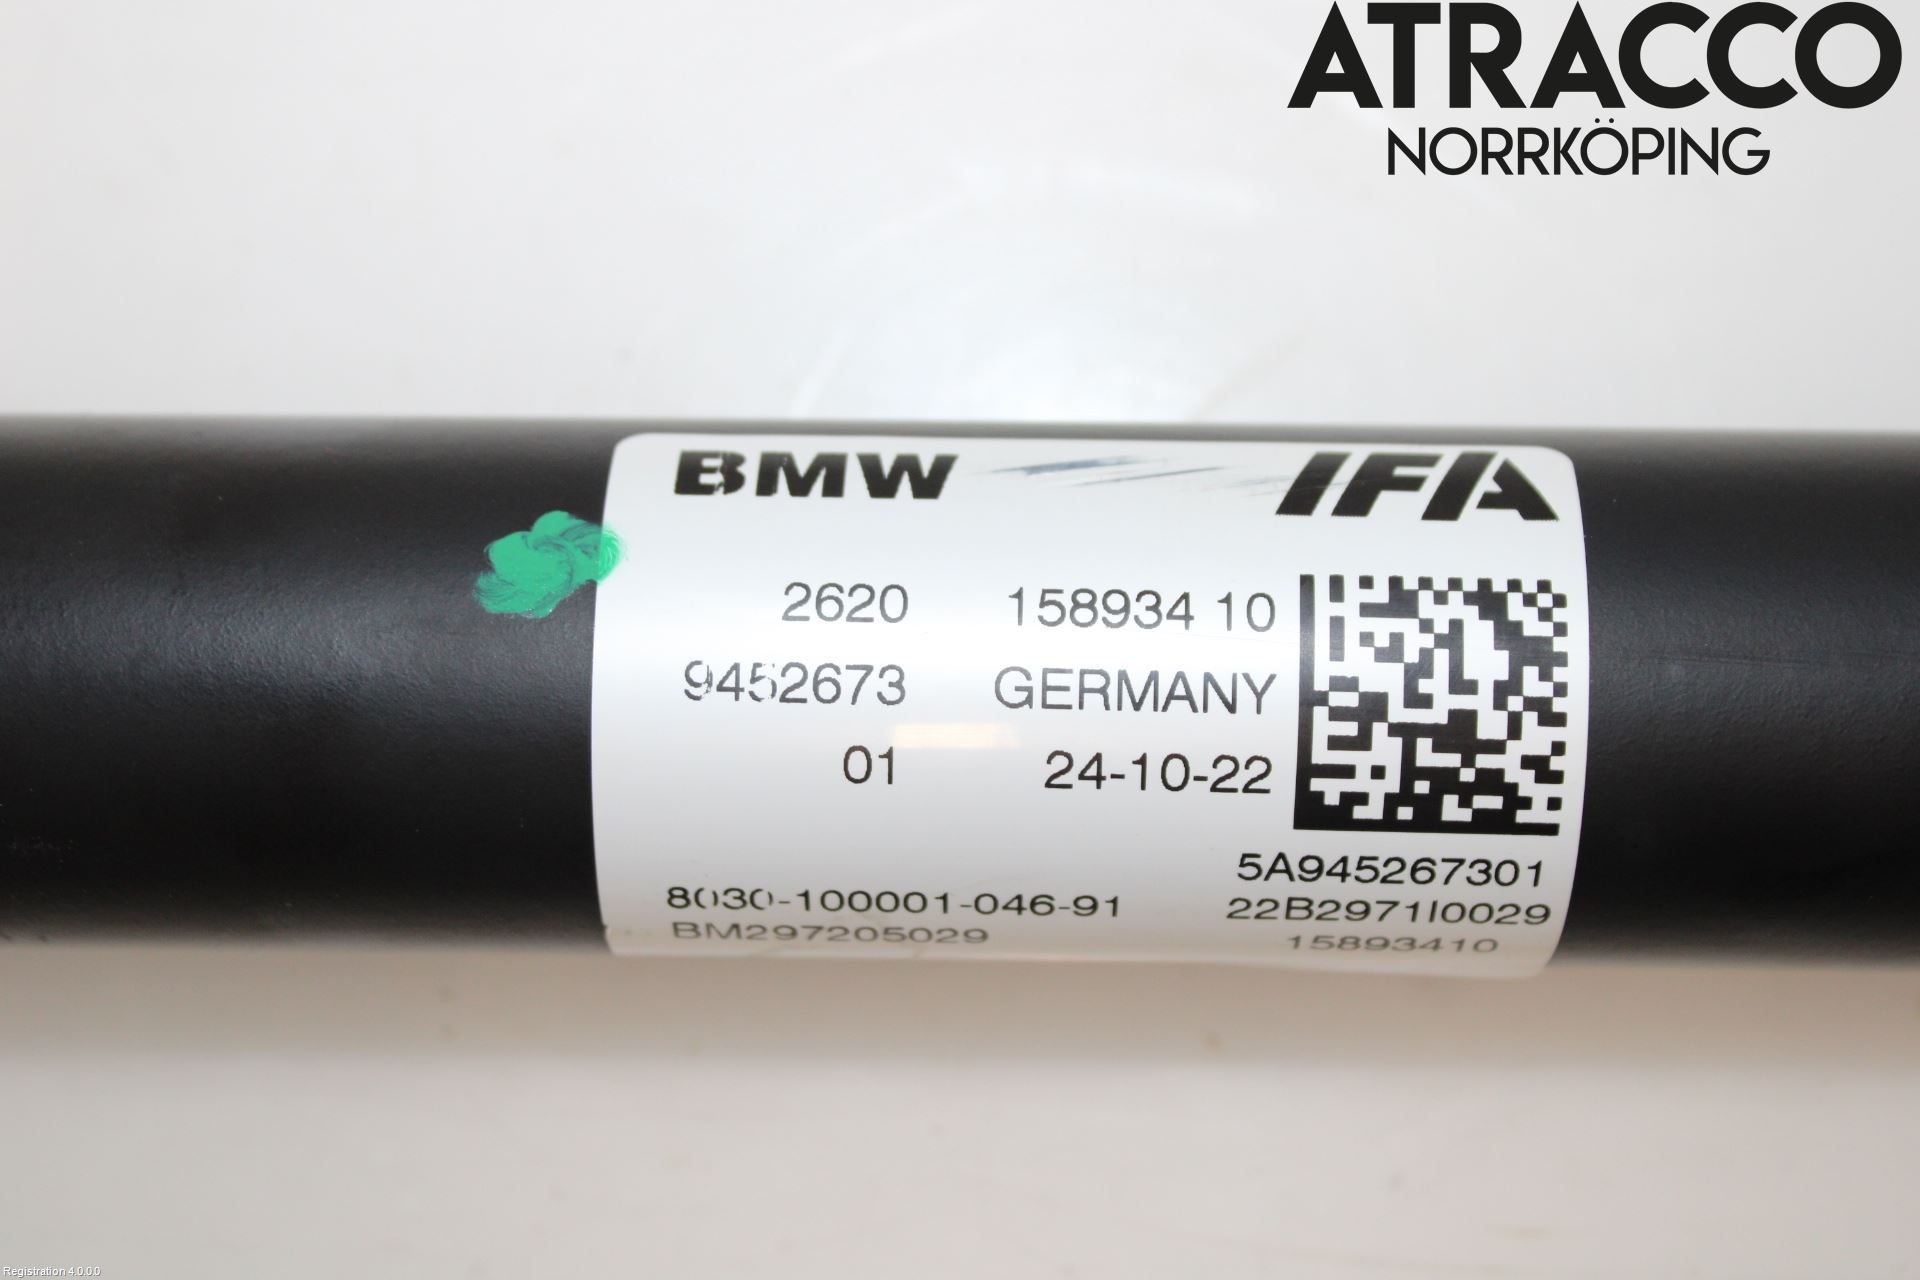 ATRACCO
NORRKÖPING
BMW IFA
2620 158934 10
9452673 GERMANY
01 24-10-22
5A945267301
8030-100001-046-91 22B2971I0029
BM297205029 15893410
Registration 4.0.0.0